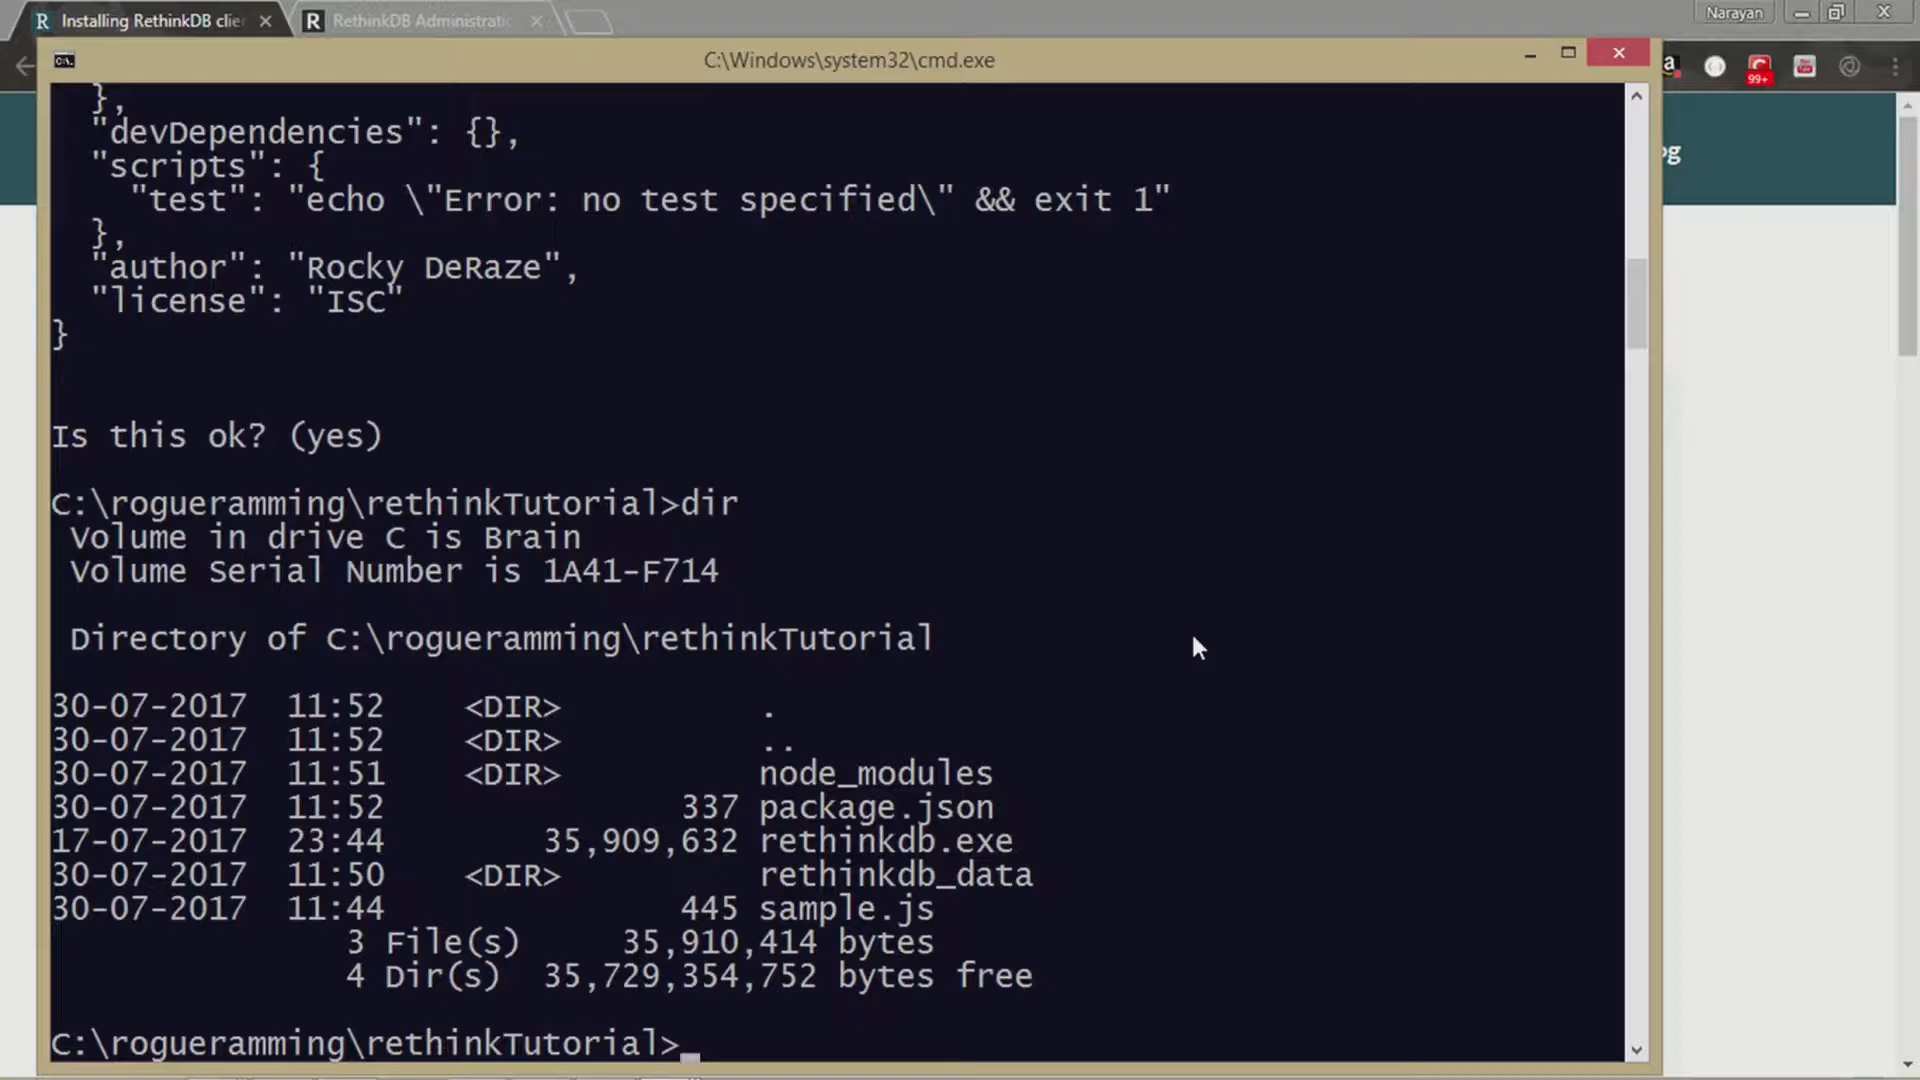 Installing RethinkDB clie
RethinkDB Administrati
Narayan
C:\Windows\system32\cmd.exe
99+
og
},
"devDependencies": {},
"scripts": {
"test": "echo \"Error: no test specified\" && exit 1"
},
"author": "Rocky DeRaze",
"license": "ISC"
}
Is this ok? (yes)
C:\rogueramming\rethinkTutorial>dir
Volume in drive C is Brain
Volume Serial Number is 1A41-F714
Directory of C:\rogueramming\rethinkTutorial
30-07-2017 11:52 <DIR> .
30-07-2017 11:52 <DIR> ..
30-07-2017 11:51 <DIR> node_modules
30-07-2017 11:52 337 package.json
17-07-2017 23:44 35,909,632 rethinkdb.exe
30-07-2017 11:50 <DIR> rethinkdb_data
30-07-2017 11:44 445 sample.js
3 File(s) 35,910,414 bytes
4 Dir(s) 35,729,354,752 bytes free
C:\rogueramming\rethinkTutorial>